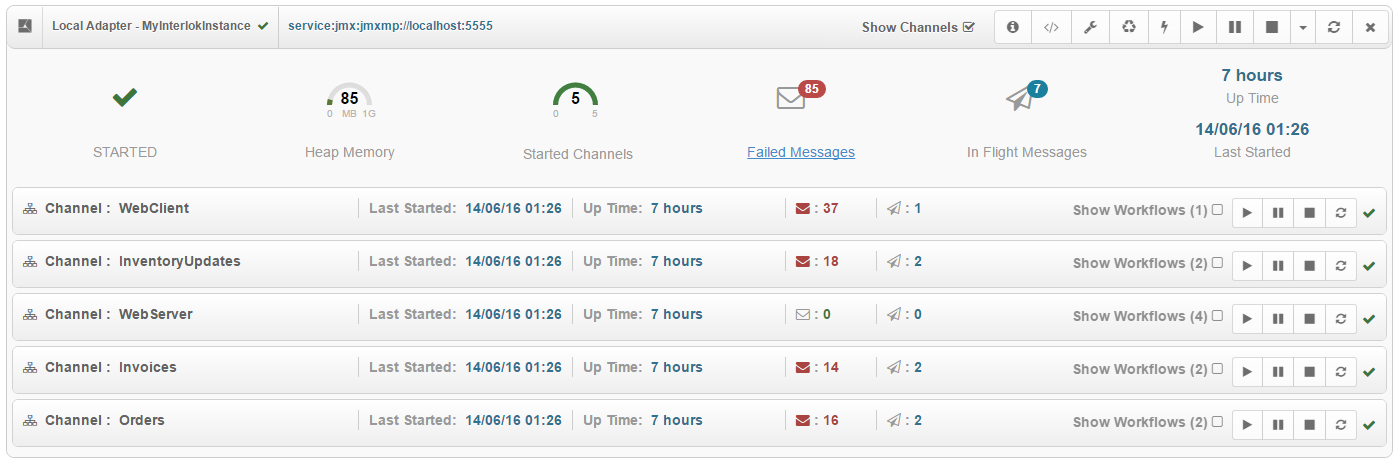 Local Adapter - MyInterlokInstance service:jmx:jmxmp://localhost:5555 Show Channels
85
0 MB 1G
Heap Memory
5
0 5
Started Channels
85
Failed Messages
7
In Flight Messages
7 hours
Up Time
14/06/16 01:26
Last Started
STARTED
Channel : WebClient Last Started: 14/06/16 01:26 Up Time: 7 hours : 37 : 1 Show Workflows (1)
Channel : InventoryUpdates Last Started: 14/06/16 01:26 Up Time: 7 hours : 18 : 2 Show Workflows (2)
Channel : WebServer Last Started: 14/06/16 01:26 Up Time: 7 hours : 0 : 0 Show Workflows (4)
Channel : Invoices Last Started: 14/06/16 01:26 Up Time: 7 hours : 14 : 2 Show Workflows (2)
Channel : Orders Last Started: 14/06/16 01:26 Up Time: 7 hours : 16 : 2 Show Workflows (2)